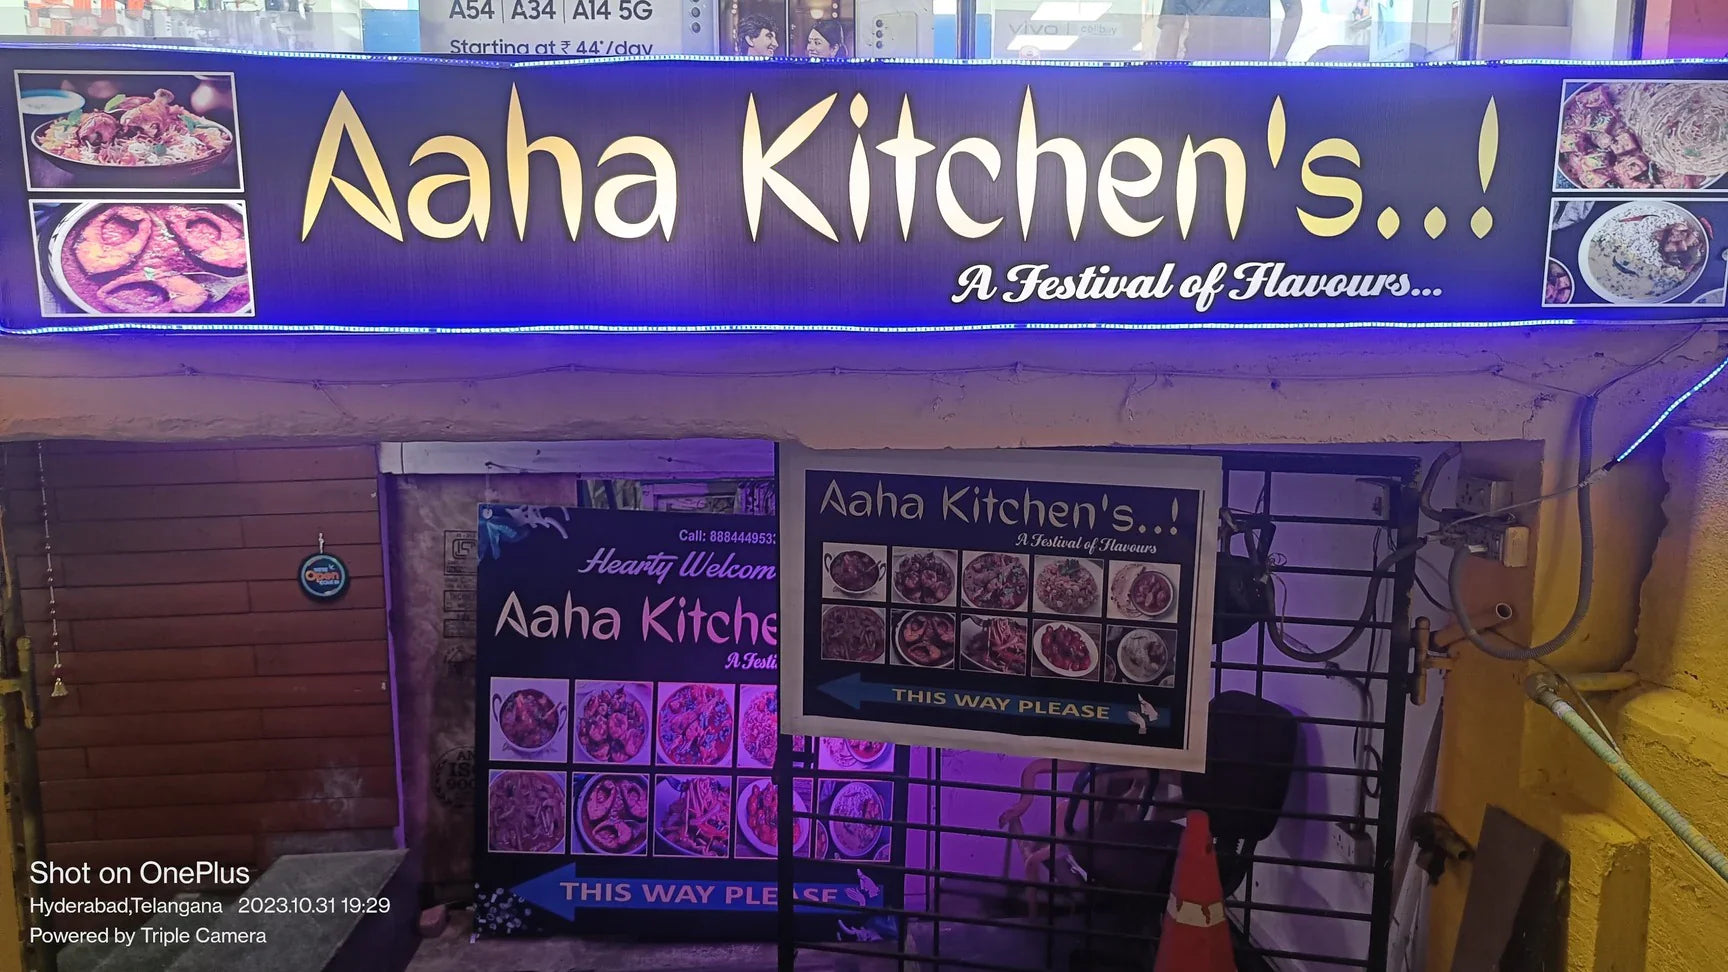 A54 | A34 | A14 5G
Starting at ₹ 44*/day
vivo
Aaha Kitchen's..!
A Festival of Flavours...
Aaha Kitchen's..!
A Festival of Flavours
THIS WAY PLEASE
Call: 888444953
Hearty Welcom
Aaha Kitche
A Festi
THIS WAY PLEASE
Open
Shot on OnePlus
Hyderabad,Telangana 2023.10.31 19:29
Powered by Triple Camera